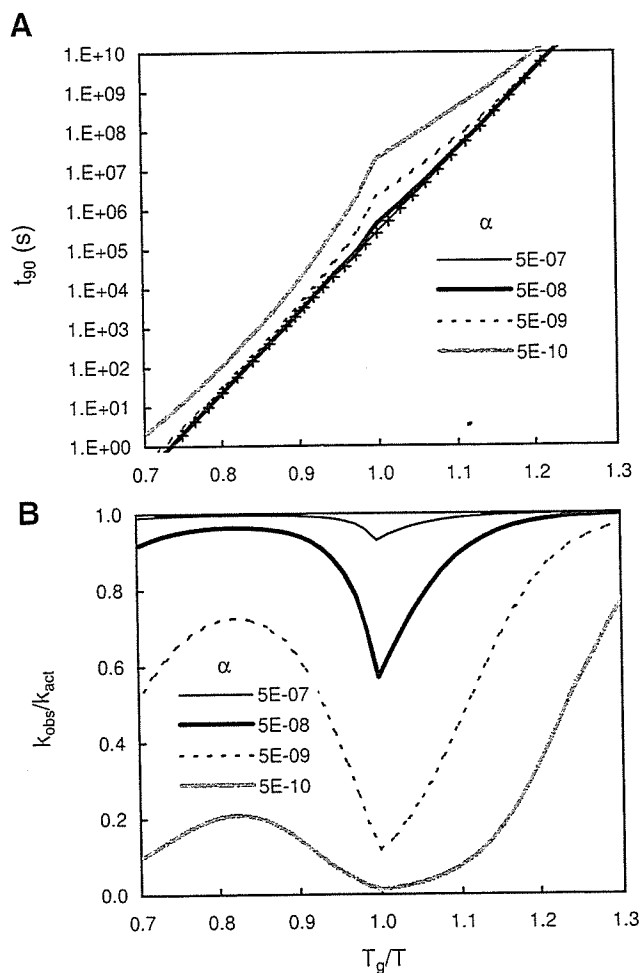 A
1.E+10
1.E+09
1.E+08
1.E+07
1.E+06
1.E+05
1.E+04
1.E+03
1.E+02
1.E+01
1.E+00
t90 (s)
α
5E-07
5E-08
5E-09
5E-10
0.7 0.8 0.9 1.0 1.1 1.2 1.3
B
1.0
0.8
0.6
0.4
0.2
0.0
kobs/kact
α
5E-07
5E-08
5E-09
5E-10
0.7 0.8 0.9 1.0 1.1 1.2 1.3
Tg/T